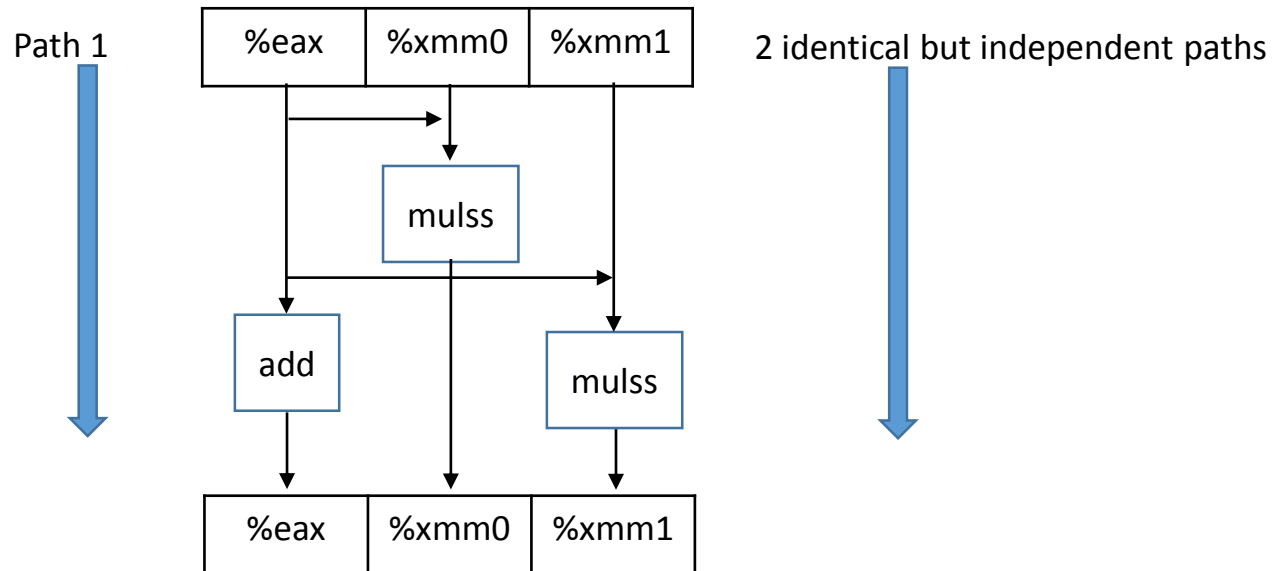 Path 1
%eax %xmm0 %xmm1
2 identical but independent paths
mulss
add
mulss
%eax %xmm0 %xmm1